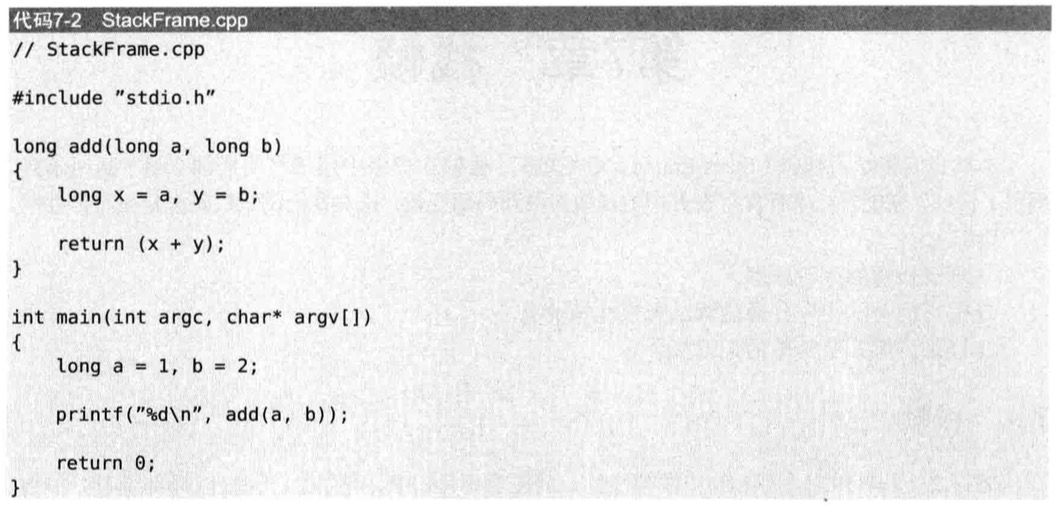 代码7-2 StackFrame.cpp
// StackFrame.cpp
#include "stdio.h"
long add(long a, long b)
{
    long x = a, y = b;
    return (x + y);
}
int main(int argc, char* argv[])
{
    long a = 1, b = 2;
    printf("%d\n", add(a, b));
    return 0;
}